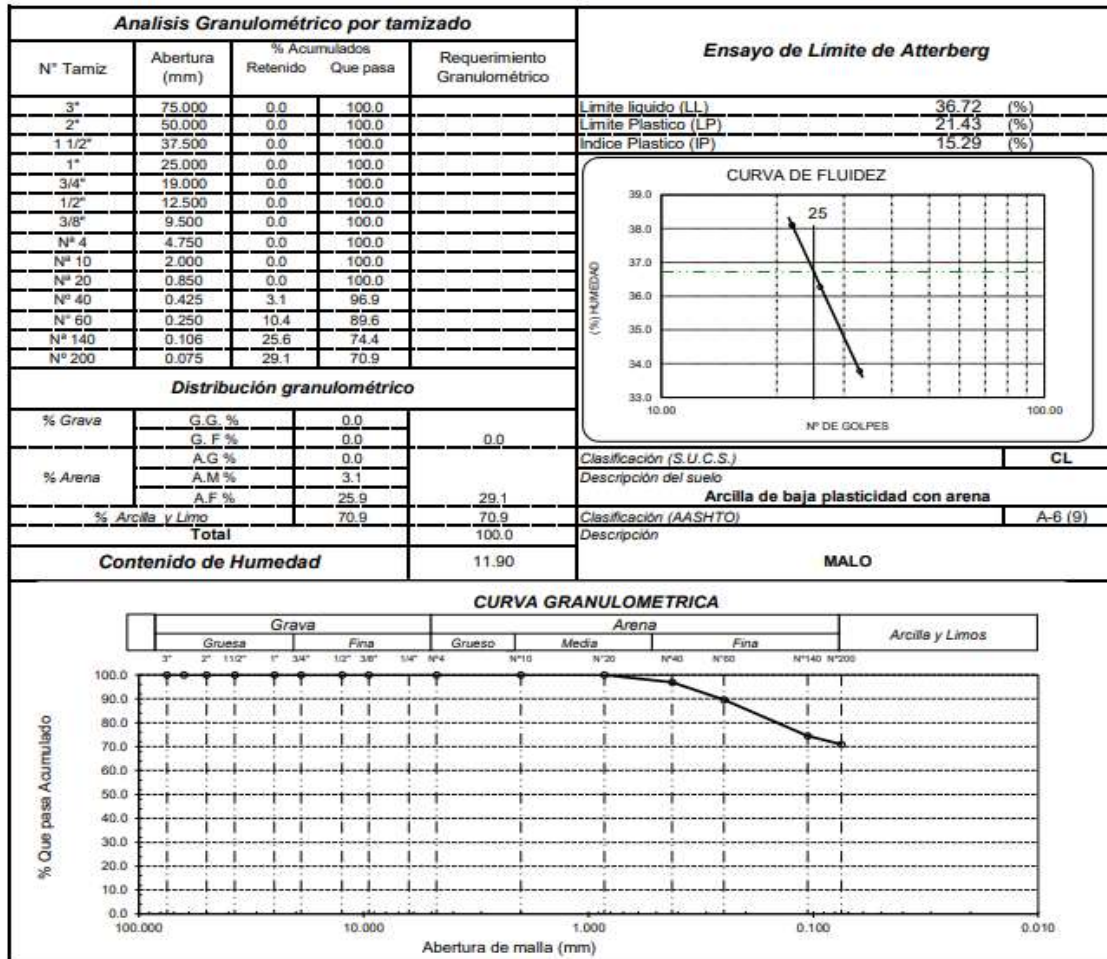 Analisis Granulométrico por tamizado
N° Tamiz Abertura (mm) % Acumulados Retenido Que pasa Requerimiento Granulométrico
3" 75.000 0.0 100.0
2" 50.000 0.0 100.0
1 1/2" 37.500 0.0 100.0
1" 25.000 0.0 100.0
3/4" 19.000 0.0 100.0
1/2" 12.500 0.0 100.0
3/8" 9.500 0.0 100.0
Nª 4 4.750 0.0 100.0
Nª 10 2.000 0.0 100.0
Nª 20 0.850 0.0 100.0
Nº 40 0.425 3.1 96.9
N° 60 0.250 10.4 89.6
Nª 140 0.106 25.6 74.4
Nº 200 0.075 29.1 70.9
Distribución granulométrico
% Grava G.G. % 0.0
G. F % 0.0 0.0
% Arena A.G % 0.0
A.M % 3.1
A.F % 25.9 29.1
% Arcilla y Limo 70.9 70.9
Total 100.0
Contenido de Humedad 11.90
Ensayo de Límite de Atterberg
Limite liquido (LL) 36.72 (%)
Limite Plastico (LP) 21.43 (%)
Indice Plastico (IP) 15.29 (%)
CURVA DE FLUIDEZ
25
(%) HUMEDAD
39.0
38.0
37.0
36.0
35.0
34.0
33.0
10.00 100.00
Nº DE GOLPES
Clasificación (S.U.C.S.) CL
Descripción del suelo
Arcilla de baja plasticidad con arena
Clasificación (AASHTO) A-6 (9)
Descripción
MALO
CURVA GRANULOMETRICA
Grava Arena Arcilla y Limos
Gruesa Fina Grueso Media Fina
3" 2" 11/2" 1" 3/4" 1/2" 3/8" 1/4" Nº4 Nº10 Nº20 Nº40 Nº60 Nº140 Nº200
% Que pasa Acumulado
100.0
90.0
80.0
70.0
60.0
50.0
40.0
30.0
20.0
10.0
0.0
100.000 10.000 1.000 0.100 0.010
Abertura de malla (mm)